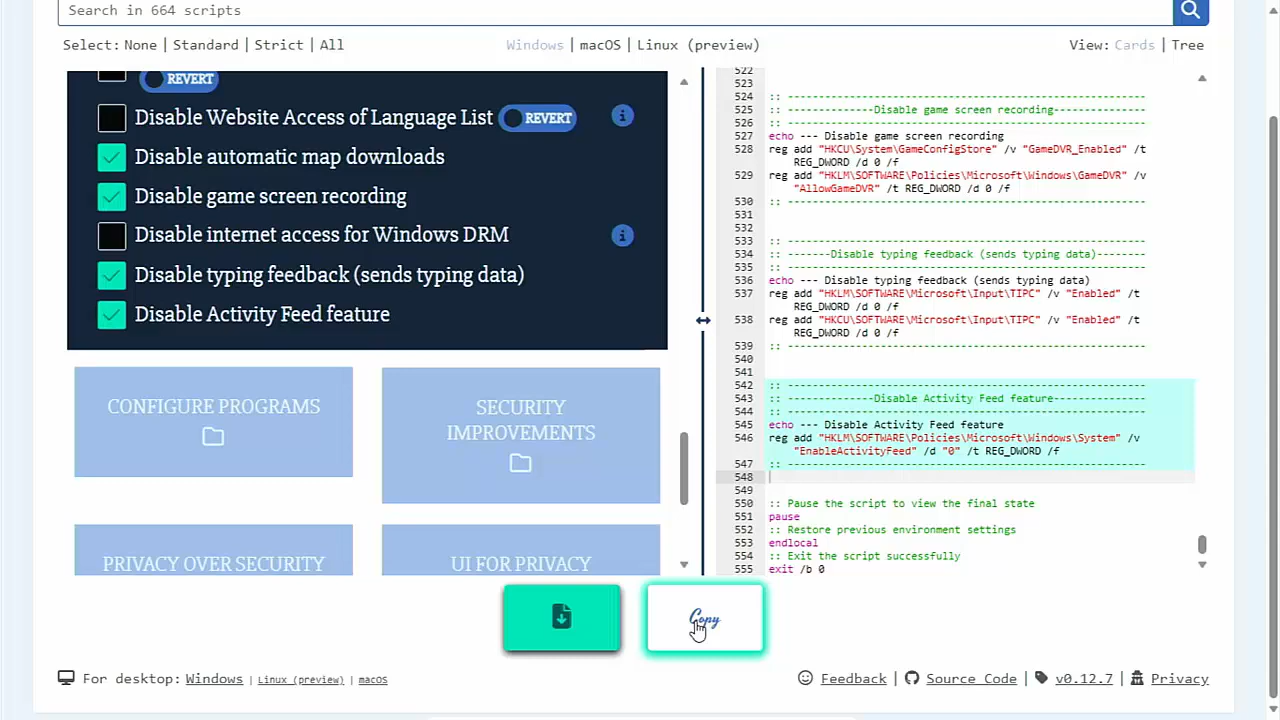 Search in 664 scripts
Select: None | Standard | Strict | All
Windows | macOS | Linux (preview)
View: Cards | Tree
REVERT
Disable Website Access of Language List REVERT
Disable automatic map downloads
Disable game screen recording
Disable internet access for Windows DRM
Disable typing feedback (sends typing data)
Disable Activity Feed feature
CONFIGURE PROGRAMS
SECURITY
IMPROVEMENTS
PRIVACY OVER SECURITY
UI FOR PRIVACY
522
523
524 :: ----------------------------------------------------------
525 :: --------------Disable game screen recording---------------
526 :: ----------------------------------------------------------
527 echo --- Disable game screen recording
528 reg add "HKCU\System\GameConfigStore" /v "GameDVR_Enabled" /t
REG_DWORD /d 0 /f
529 reg add "HKLM\SOFTWARE\Policies\Microsoft\Windows\GameDVR" /v
"AllowGameDVR" /t REG_DWORD /d 0 /f
530 :: ----------------------------------------------------------
531
532
533 :: ----------------------------------------------------------
534 :: -------Disable typing feedback (sends typing data)--------
535 :: ----------------------------------------------------------
536 echo --- Disable typing feedback (sends typing data)
537 reg add "HKLM\SOFTWARE\Microsoft\Input\TIPC" /v "Enabled" /t
REG_DWORD /d 0 /f
538 reg add "HKCU\SOFTWARE\Microsoft\Input\TIPC" /v "Enabled" /t
REG_DWORD /d 0 /f
539 :: ----------------------------------------------------------
540
541
542 :: ----------------------------------------------------------
543 :: --------------Disable Activity Feed feature---------------
544 :: ----------------------------------------------------------
545 echo --- Disable Activity Feed feature
546 reg add "HKLM\SOFTWARE\Policies\Microsoft\Windows\System" /v
"EnableActivityFeed" /d "0" /t REG_DWORD /f
547 :: ----------------------------------------------------------
548
549
550 :: Pause the script to view the final state
551 pause
552 :: Restore previous environment settings
553 endlocal
554 :: Exit the script successfully
555 exit /b 0
Copy
For desktop: Windows | Linux (preview) | macOS
Feedback | Source Code | v0.12.7 | Privacy